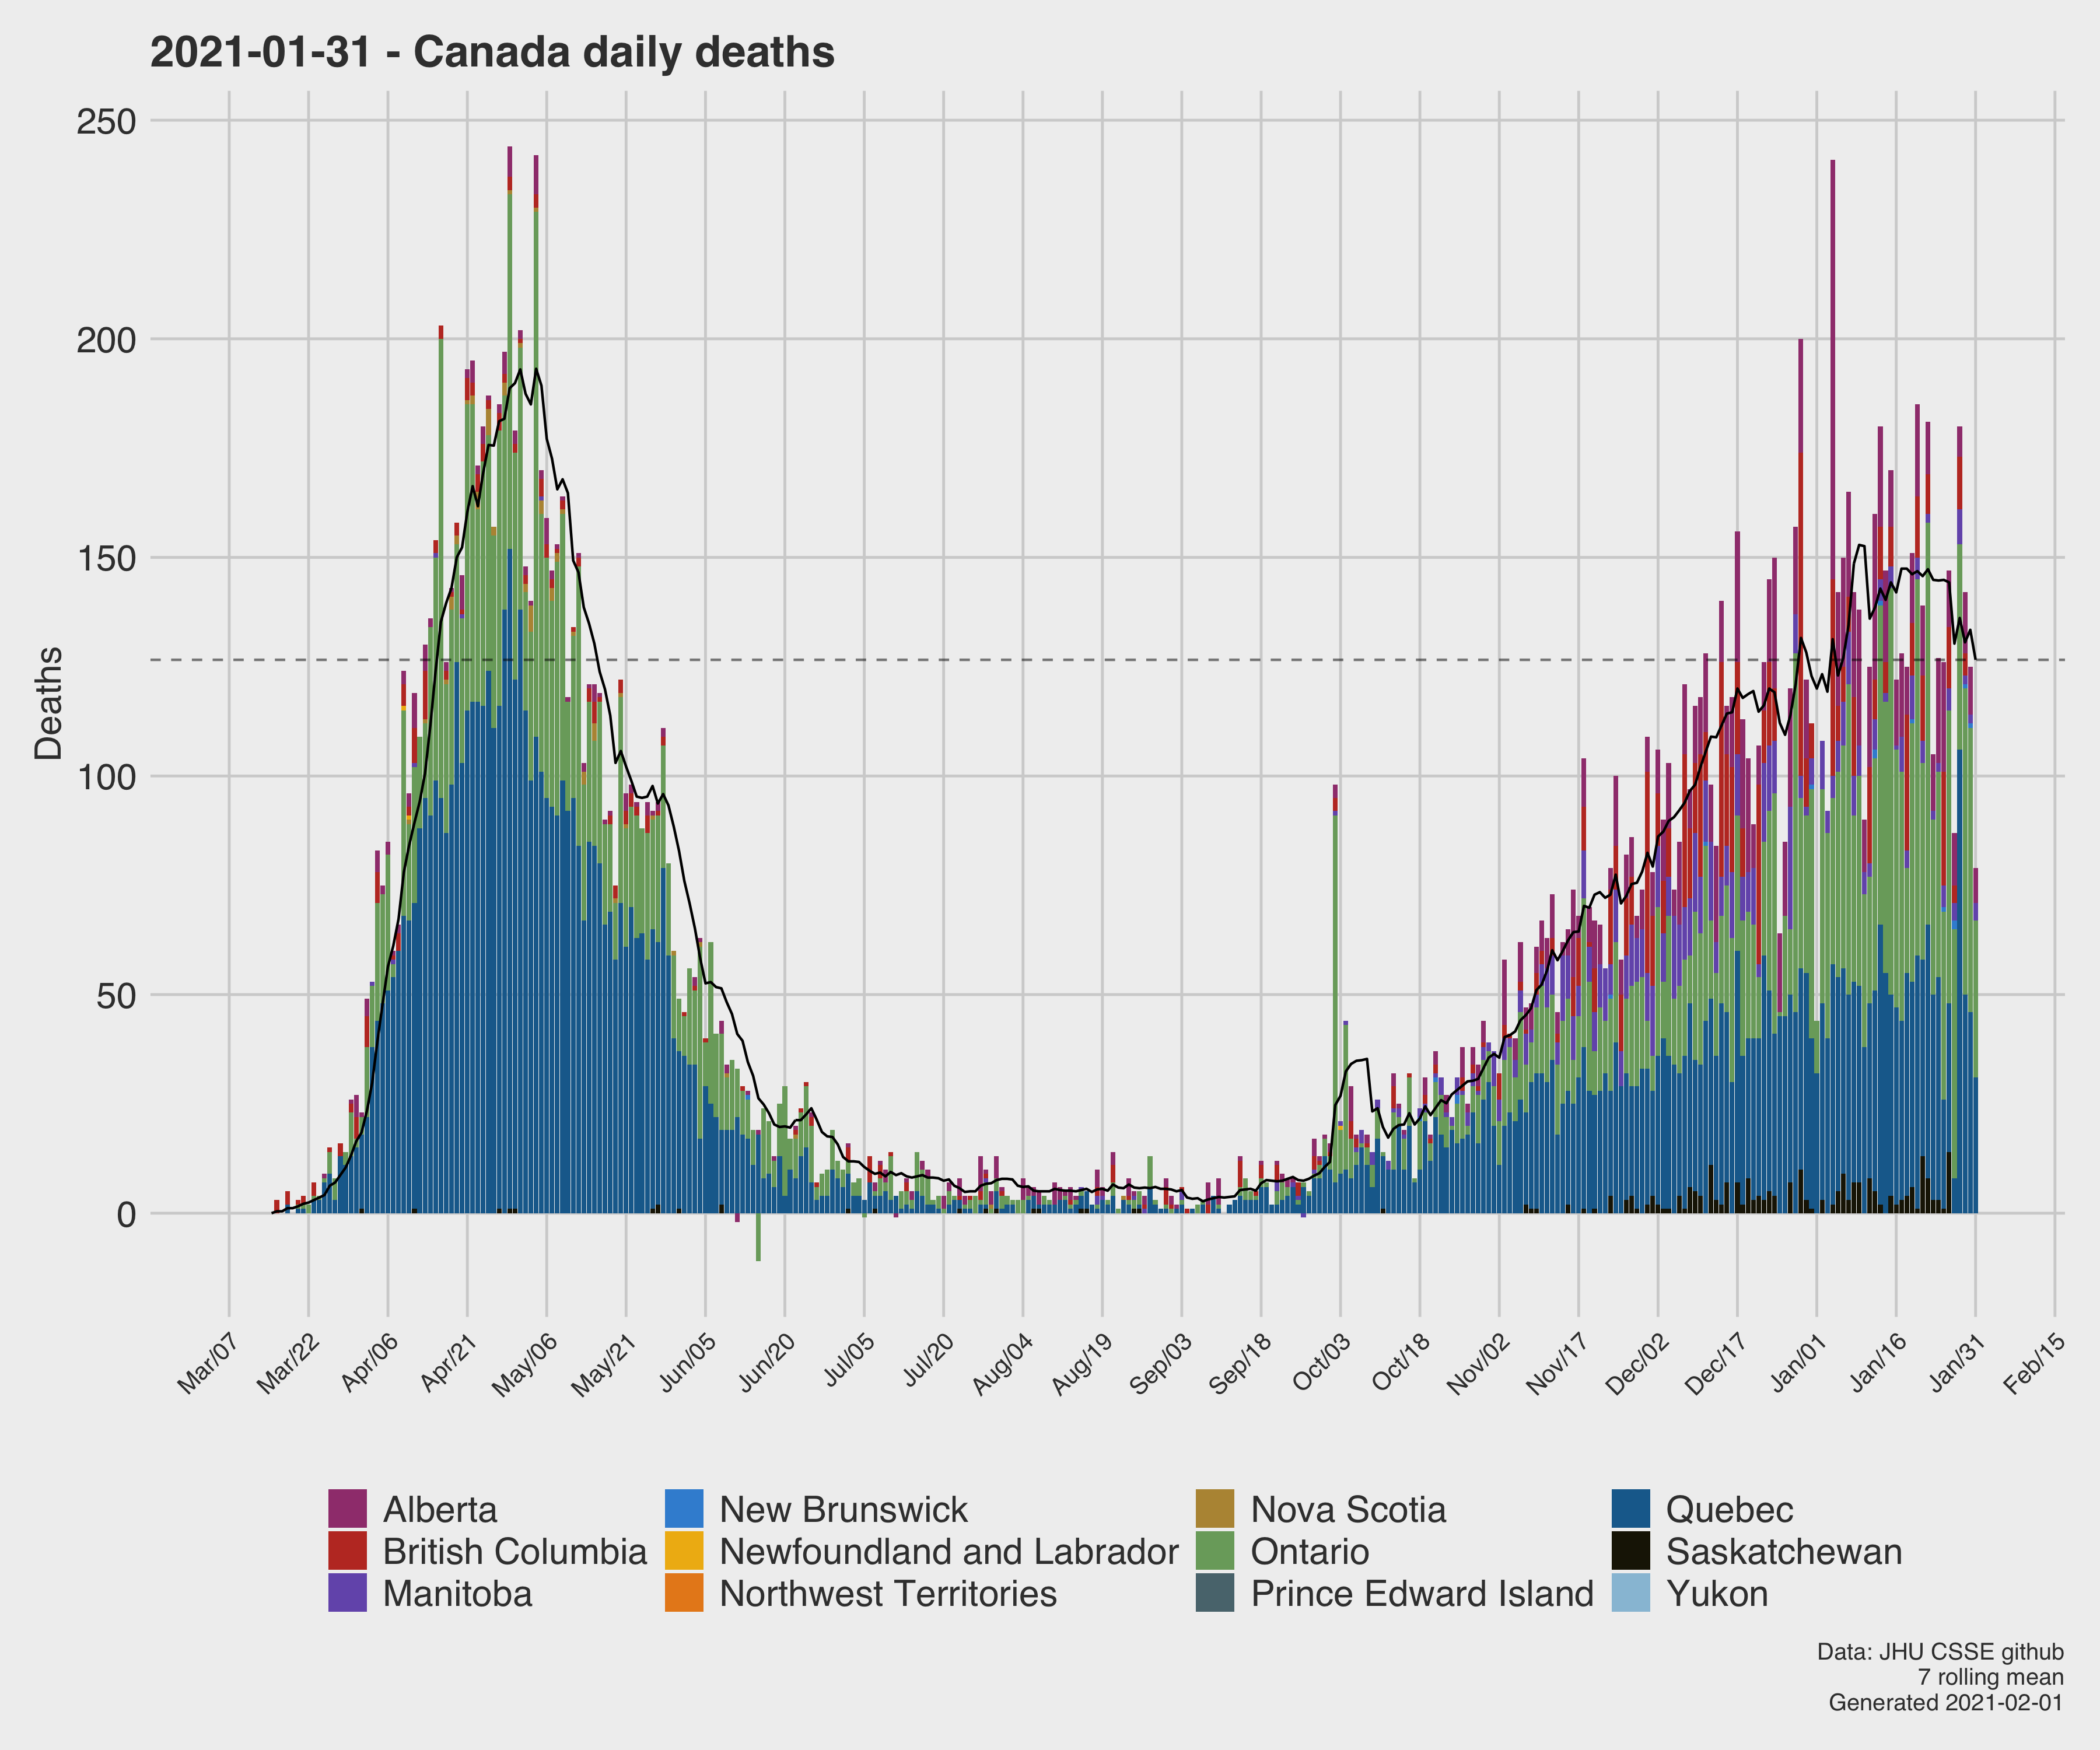 2021-01-31 - Canada daily deaths
250
200
150
100
50
0
Deaths
Mar/07
Mar/22
Apr/06
Apr/21
May/06
May/21
Jun/05
Jun/20
Jul/05
Jul/20
Aug/04
Aug/19
Sep/03
Sep/18
Oct/03
Oct/18
Nov/02
Nov/17
Dec/02
Dec/17
Jan/01
Jan/16
Jan/31
Feb/15
Alberta
British Columbia
Manitoba
New Brunswick
Newfoundland and Labrador
Northwest Territories
Nova Scotia
Ontario
Prince Edward Island
Quebec
Saskatchewan
Yukon
Data: JHU CSSE github
7 rolling mean
Generated 2021-02-01